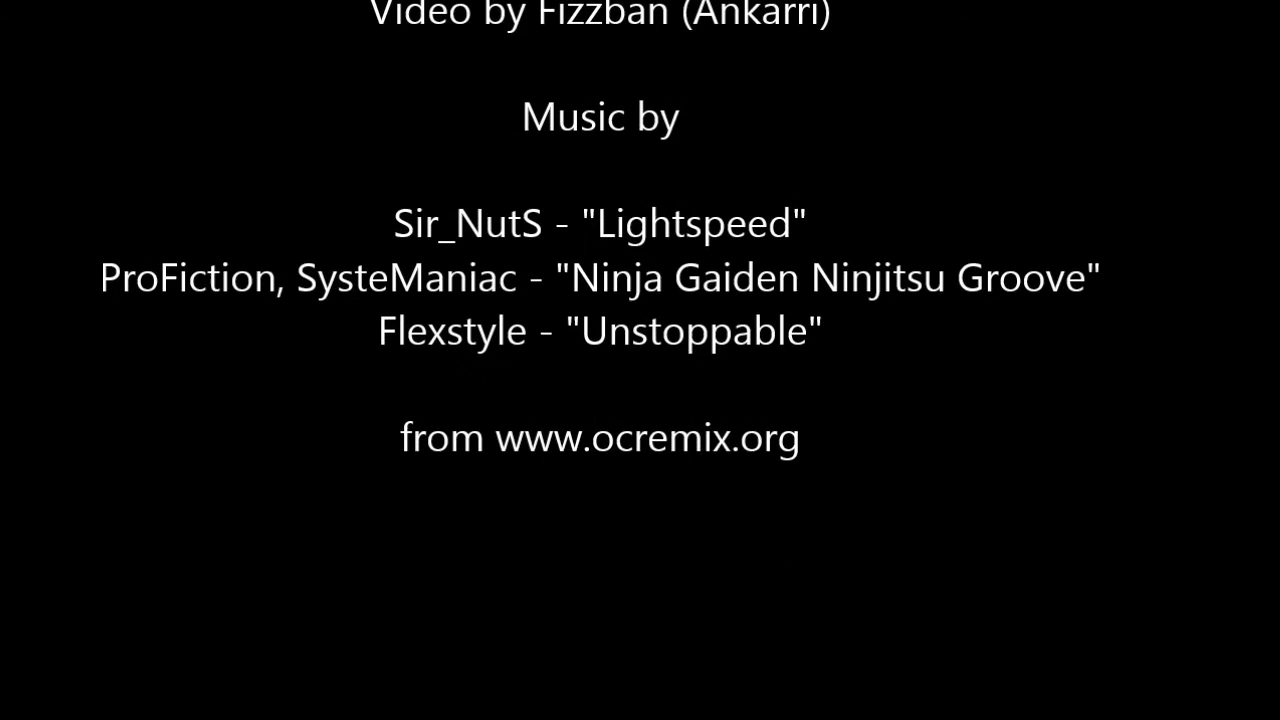 Video by Fizzban (Ankarri)
Music by
Sir_NutS - "Lightspeed"
ProFiction, SysteManiac - "Ninja Gaiden Ninjitsu Groove"
Flexstyle - "Unstoppable"
from www.ocremix.org